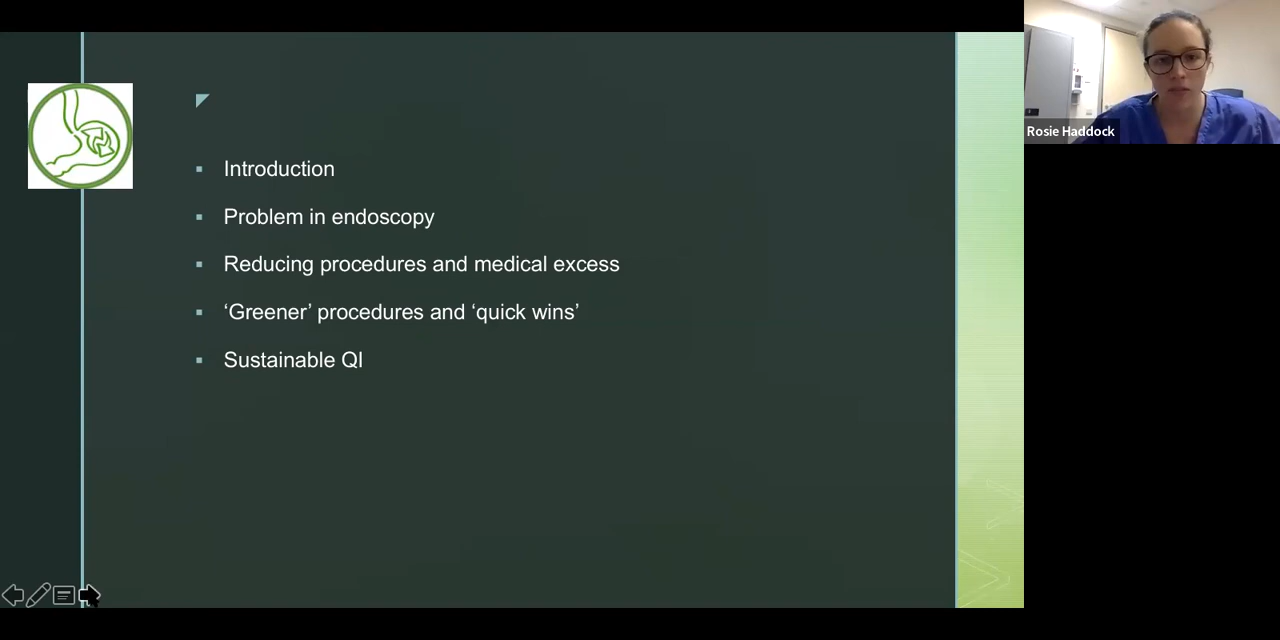 Introduction
Problem in endoscopy
Reducing procedures and medical excess
‘Greener’ procedures and ‘quick wins’
Sustainable QI
Rosie Haddock